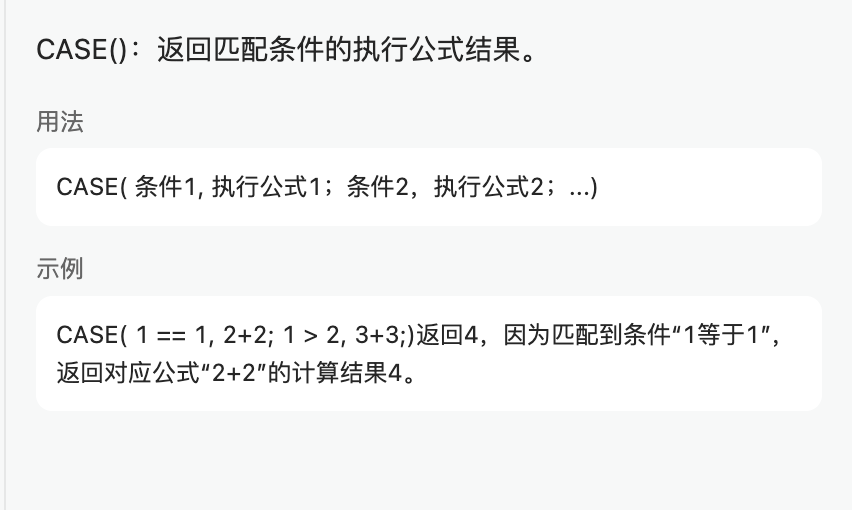 CASE()：返回匹配条件的执行公式结果。
用法
CASE( 条件1, 执行公式1；条件2，执行公式2；...)
示例
CASE( 1 == 1, 2+2; 1 > 2, 3+3;)返回4，因为匹配到条件“1等于1”，
返回对应公式“2+2”的计算结果4。